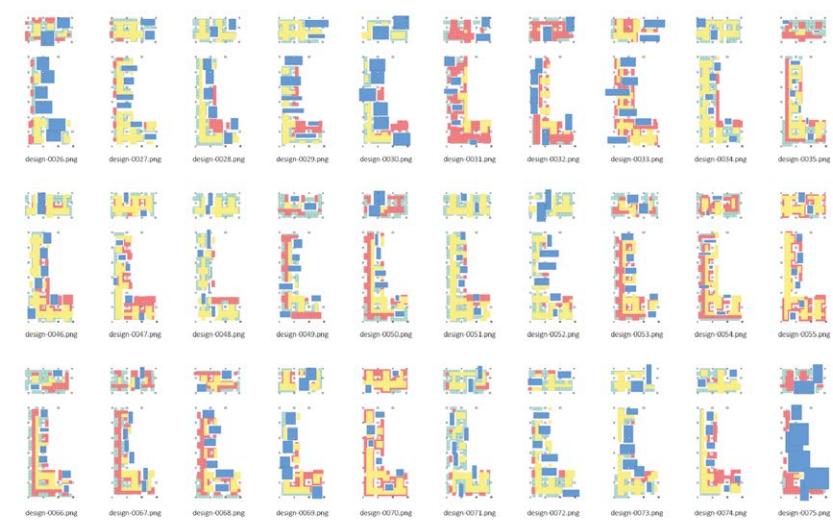 design-0026.png design-0027.png design-0028.png design-0029.png design-0030.png design-0031.png design-0032.png design-0033.png design-0034.png design-0035.png
design-0046.png design-0047.png design-0048.png design-0049.png design-0050.png design-0051.png design-0052.png design-0053.png design-0054.png design-0055.png
design-0066.png design-0067.png design-0068.png design-0069.png design-0070.png design-0071.png design-0072.png design-0073.png design-0074.png design-0075.png